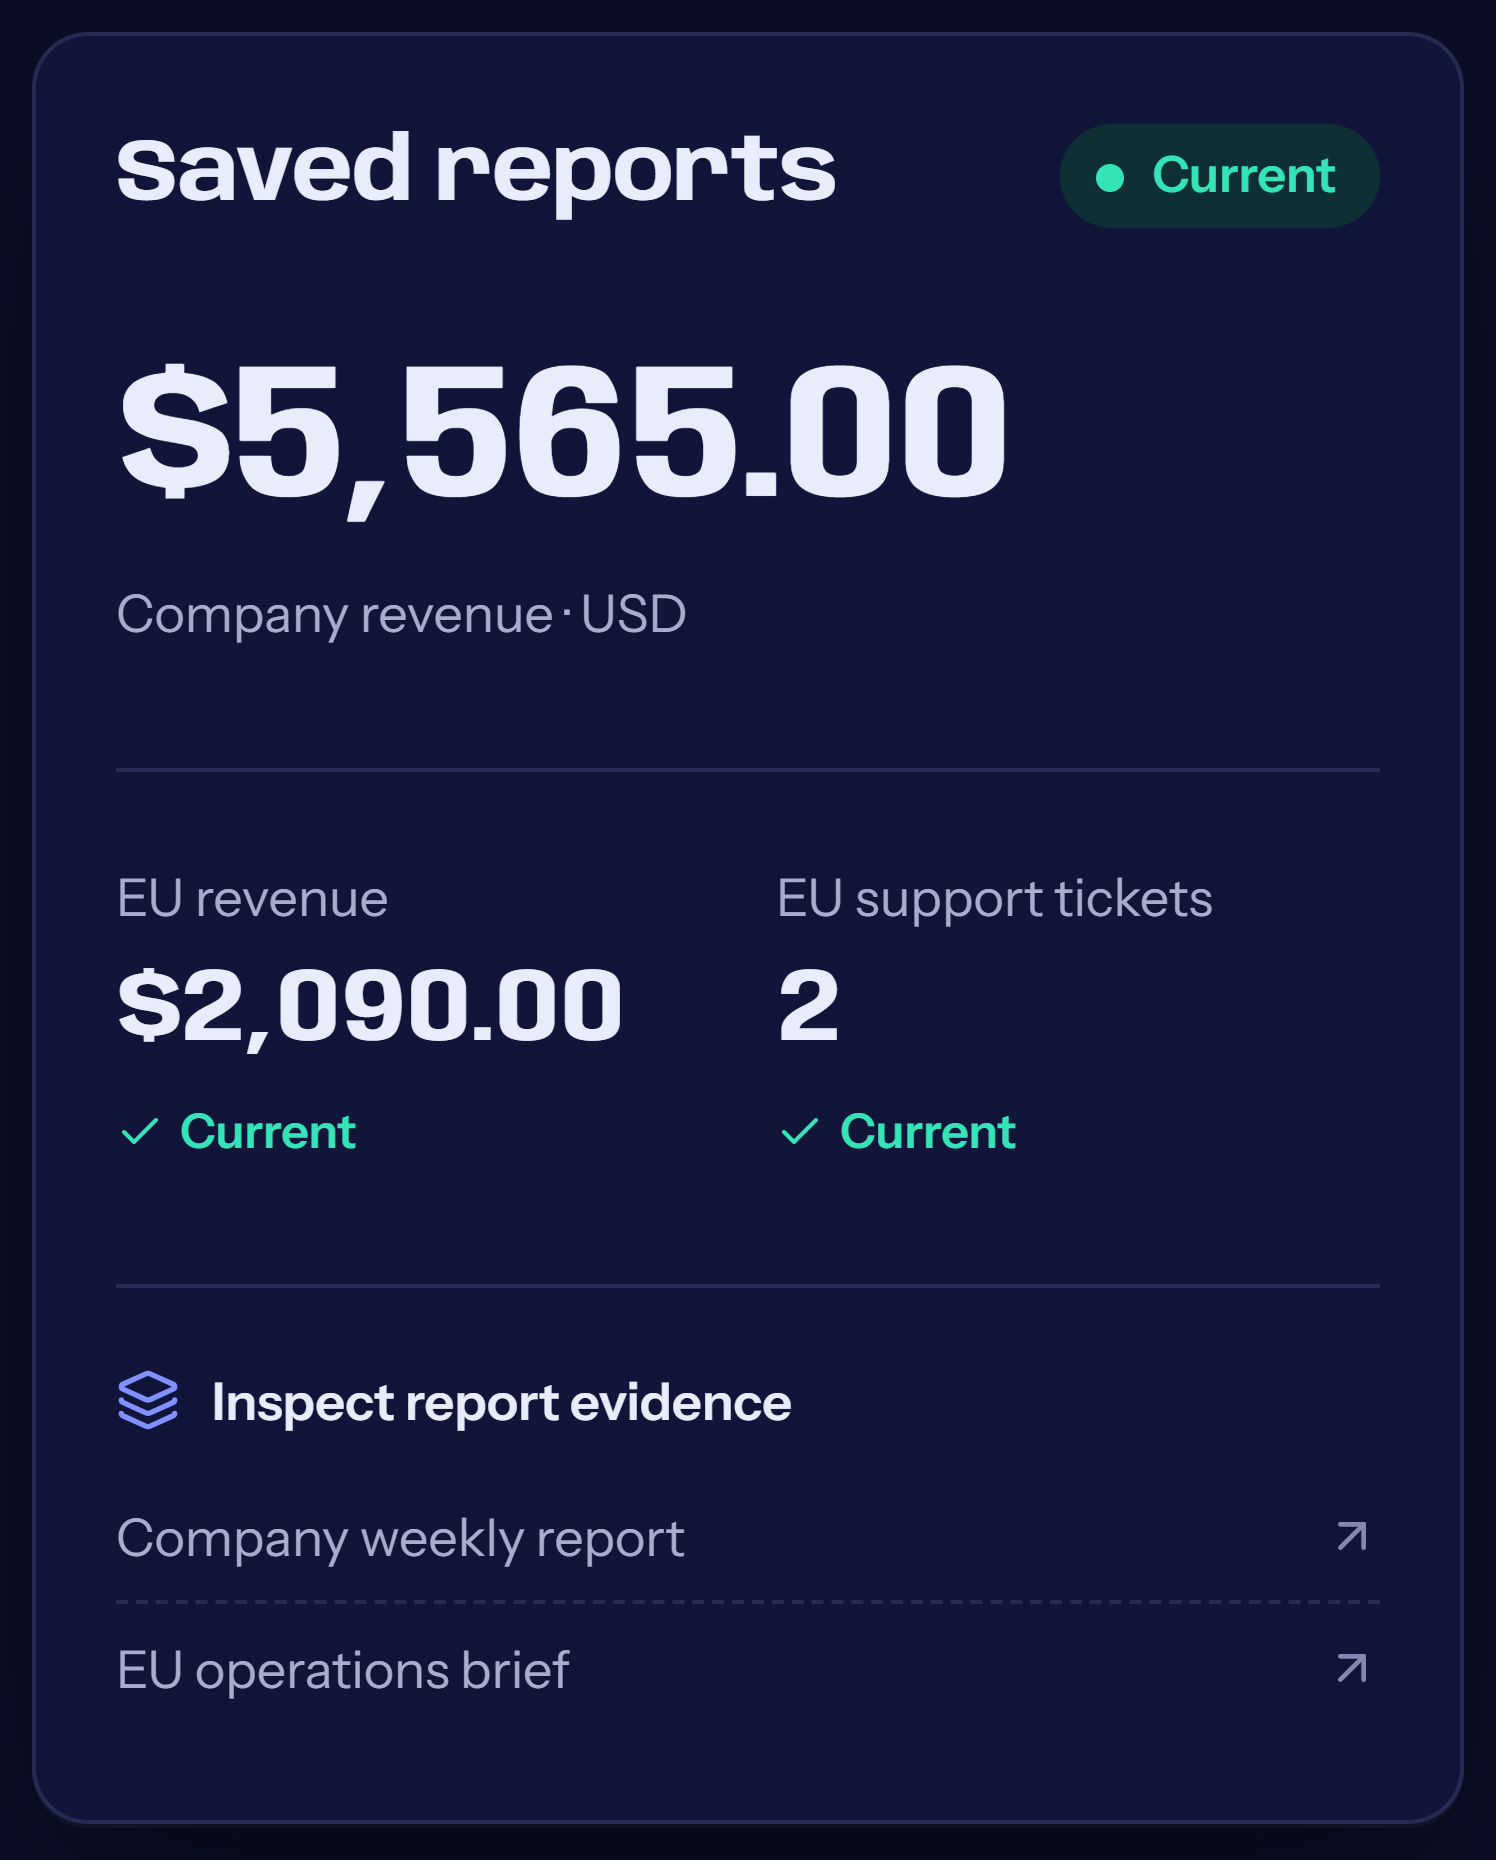 Saved reports
Current
$5,565.00
Company revenue · USD
EU revenue
EU support tickets
$2,090.00
2
Current
Current
Inspect report evidence
Company weekly report
EU operations brief